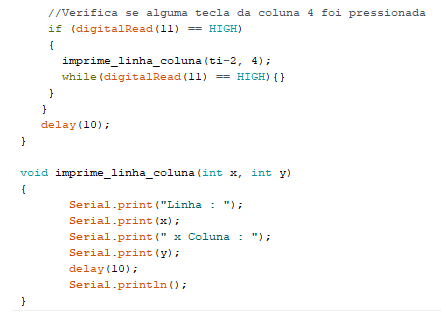 //Verifica se alguma tecla da coluna 4 foi pressionada
if (digitalRead(11) == HIGH)
{
imprime_linha_coluna(ti-2, 4);
while(digitalRead(11) == HIGH){}
}
}
delay(10);
}
void imprime_linha_coluna(int x, int y)
{
Serial.print("Linha : ");
Serial.print(x);
Serial.print(" x Coluna : ");
Serial.print(y);
delay(10);
Serial.println();
}